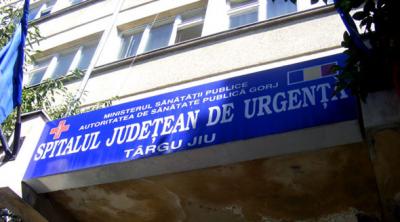 MINISTERUL SĂNĂTĂȚII PUBLICE
AUTORITATEA DE SĂNĂTATE PUBLICĂ GORJ
SPITALUL JUDEȚEAN DE URGENȚĂ
TÂRGU JIU